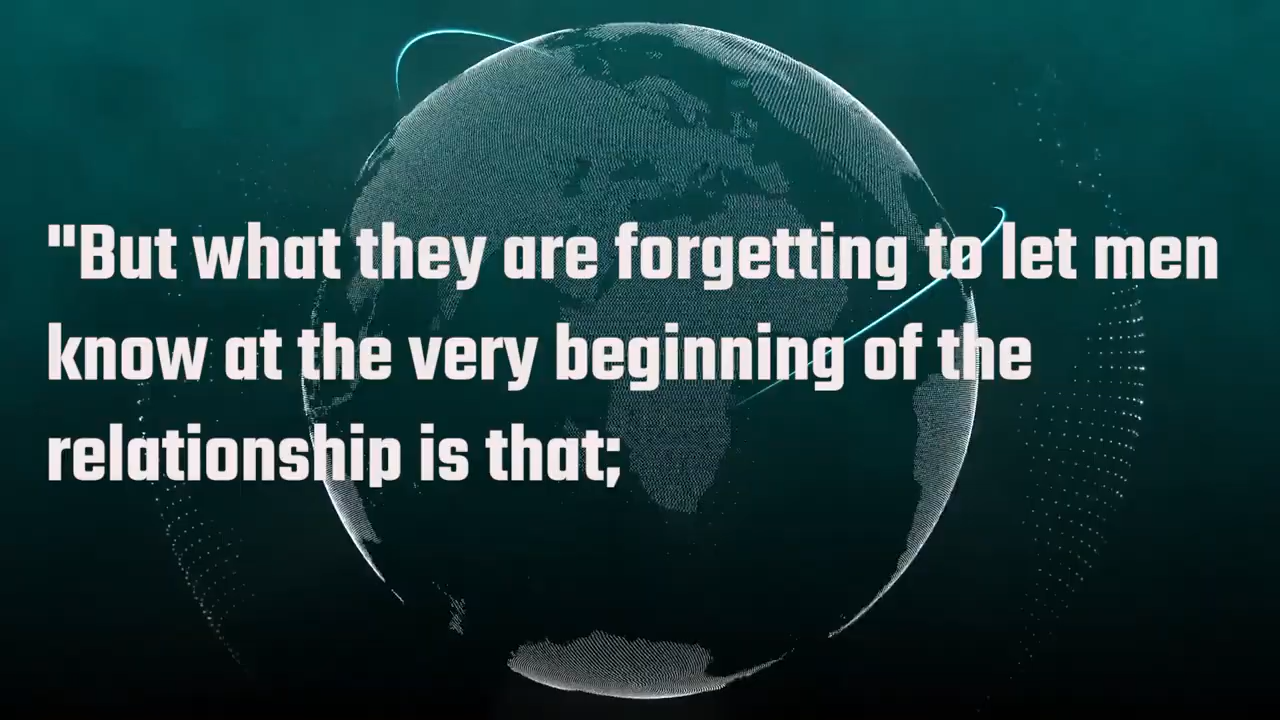 "But what they are forgetting to let men
know at the very beginning of the
relationship is that;